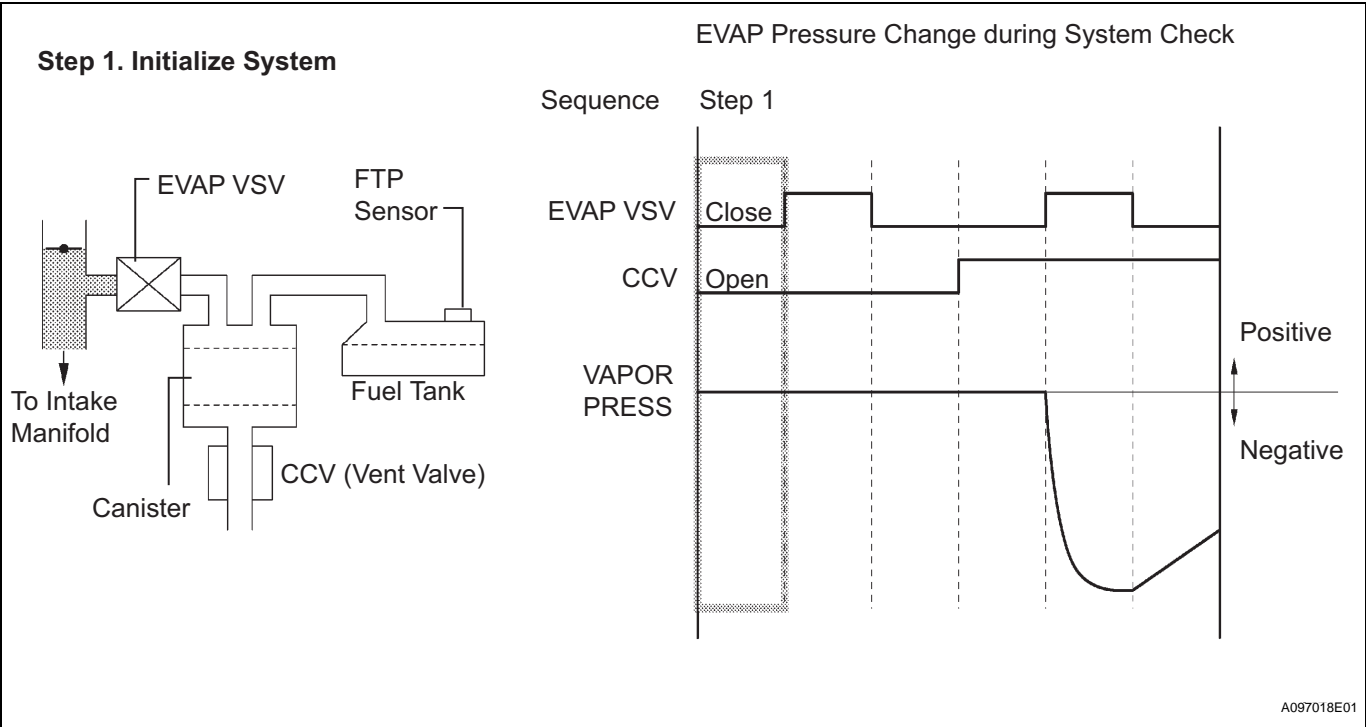 EVAP Pressure Change during System Check
Step 1. Initialize System
Sequence Step 1
EVAP VSV
FTP
Sensor
EVAP VSV Close
CCV Open
Positive
VAPOR
PRESS
Fuel Tank
To Intake
Manifold
Negative
CCV (Vent Valve)
Canister
A097018E01